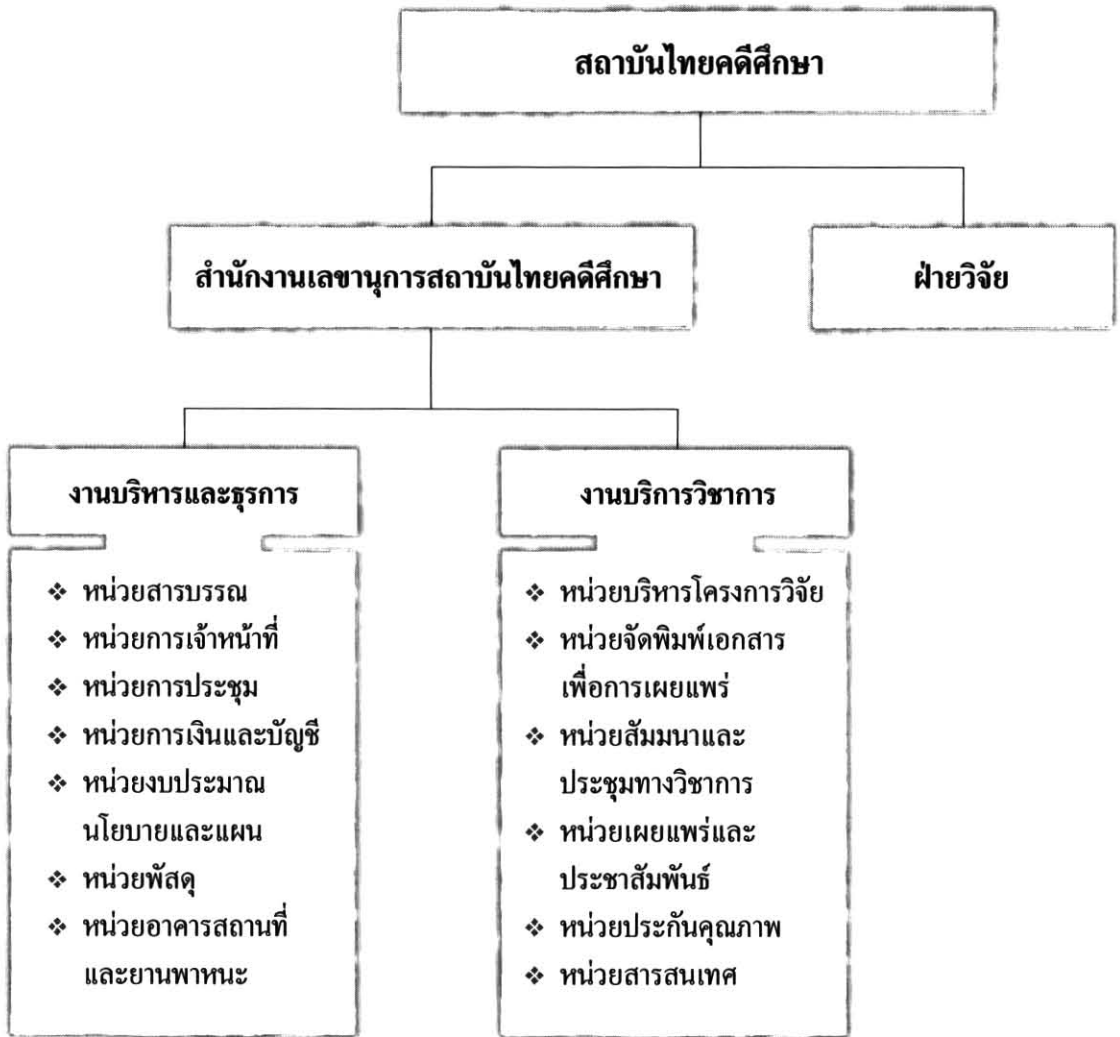 สถาบันไทยคดีศึกษา
สำนักงานเลขานุการสถาบันไทยคดีศึกษา
ฝ่ายวิจัย
งานบริหารและธุรการ
❖ หน่วยสารบรรณ
❖ หน่วยการเจ้าหน้าที่
❖ หน่วยการประชุม
❖ หน่วยการเงินและบัญชี
❖ หน่วยงบประมาณ
นโยบายและแผน
❖ หน่วยพัสดุ
❖ หน่วยอาคารสถานที่
และยานพาหนะ
งานบริการวิชาการ
❖ หน่วยบริหารโครงการวิจัย
❖ หน่วยจัดพิมพ์เอกสาร
เพื่อการเผยแพร่
❖ หน่วยสัมมนาและ
ประชุมทางวิชาการ
❖ หน่วยเผยแพร่และ
ประชาสัมพันธ์
❖ หน่วยประกันคุณภาพ
❖ หน่วยสารสนเทศ